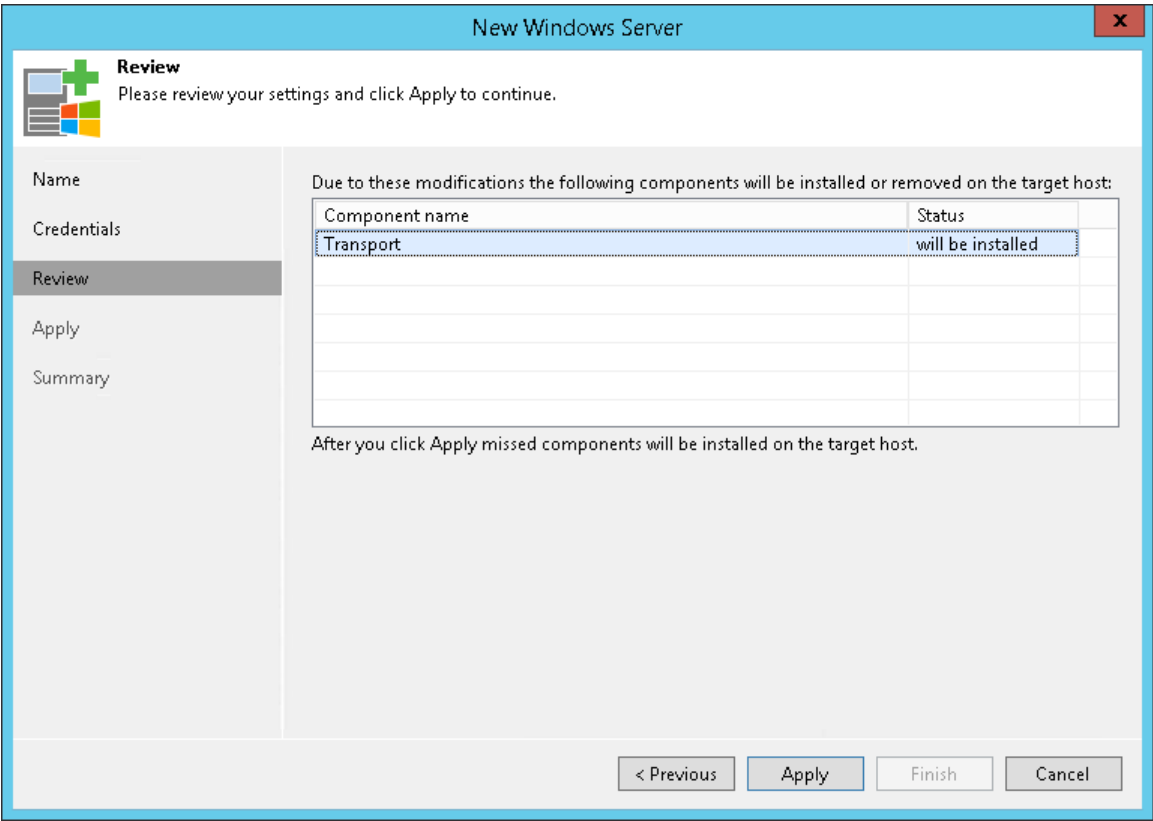 New Windows Server
x
Review
Please review your settings and click Apply to continue.
Name
Credentials
Review
Apply
Summary
Due to these modifications the following components will be installed or removed on the target host:
Component name Status
Transport will be installed
After you click Apply missed components will be installed on the target host.
< Previous Apply Finish Cancel